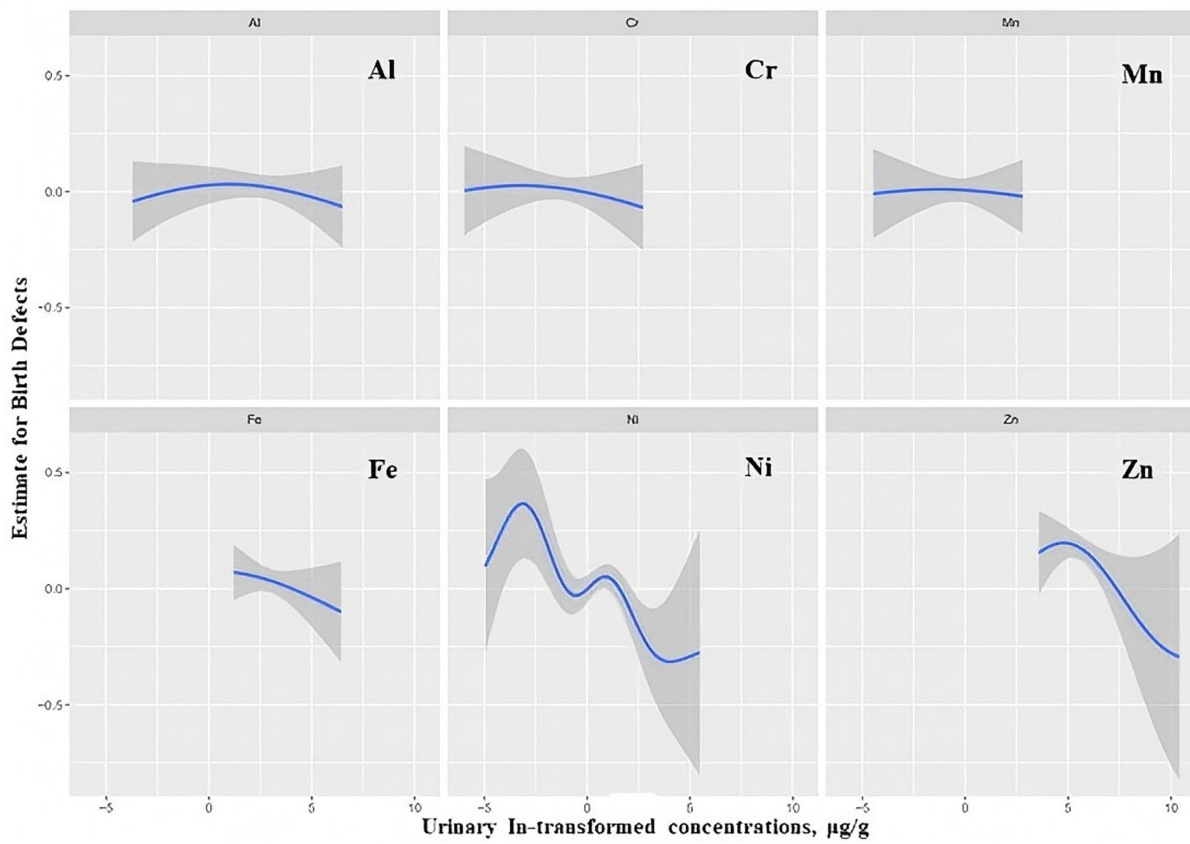 Al Cr Mn
Al Cr Mn
0.5
0.0
-0.5
Estimate for Birth Defects
Fe Ni Zn
Fe Ni Zn
0.5
0.0
-0.5
-5 0 5 10 -5 0 5 10 -5 0 5 10
Urinary In-transformed concentrations, µg/g